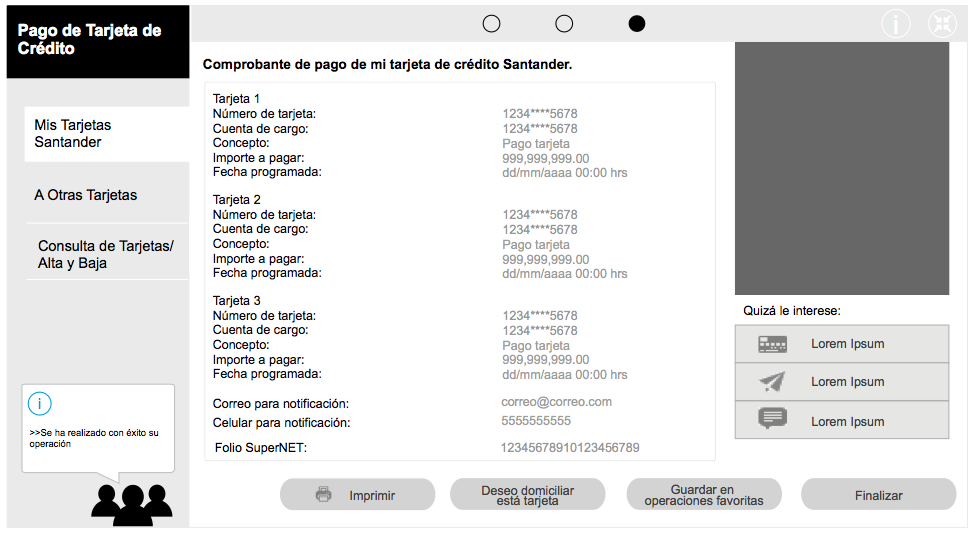 Pago de Tarjeta de
Crédito
Mis Tarjetas
Santander
A Otras Tarjetas
Consulta de Tarjetas/
Alta y Baja
i
>>Se ha realizado con éxito su
operación
i
Comprobante de pago de mi tarjeta de crédito Santander.
Tarjeta 1
Número de tarjeta: 1234****5678
Cuenta de cargo: 1234****5678
Concepto: Pago tarjeta
Importe a pagar: 999,999,999.00
Fecha programada: dd/mm/aaaa 00:00 hrs
Tarjeta 2
Número de tarjeta: 1234****5678
Cuenta de cargo: 1234****5678
Concepto: Pago tarjeta
Importe a pagar: 999,999,999.00
Fecha programada: dd/mm/aaaa 00:00 hrs
Tarjeta 3
Número de tarjeta: 1234****5678
Cuenta de cargo: 1234****5678
Concepto: Pago tarjeta
Importe a pagar: 999,999,999.00
Fecha programada: dd/mm/aaaa 00:00 hrs
Correo para notificación: correo@correo.com
Celular para notificación: 5555555555
Folio SuperNET: 12345678910123456789
Quizá le interese:
Lorem Ipsum
Lorem Ipsum
Lorem Ipsum
Imprimir
Deseo domiciliar
está tarjeta
Guardar en
operaciones favoritas
Finalizar